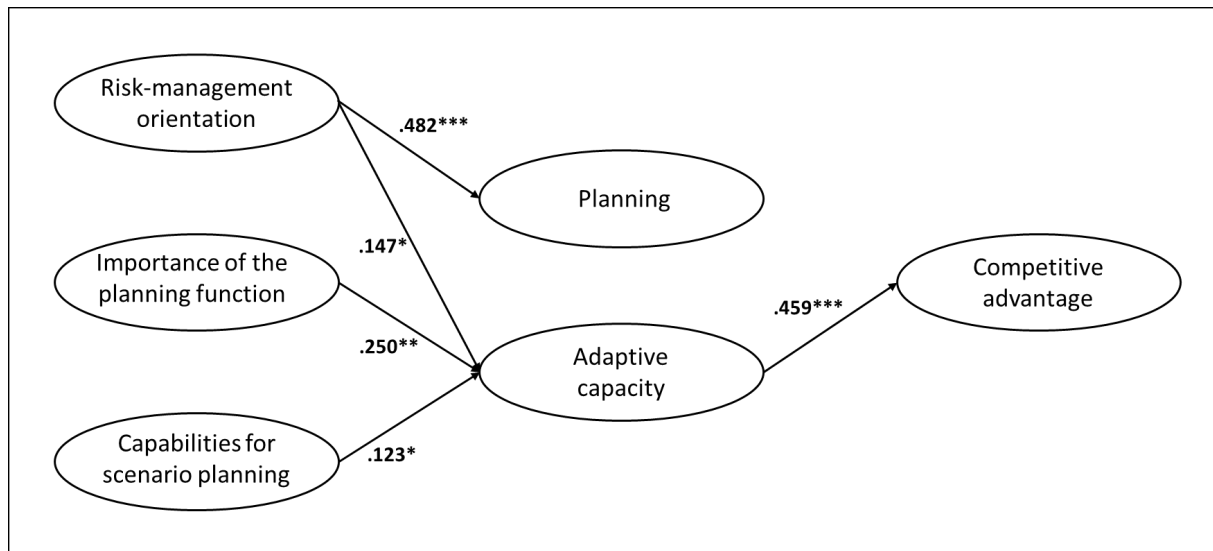 Risk-management
orientation
.482***
Planning
.147*
Importance of the
planning function
Competitive
advantage
.459***
.250**
Adaptive
capacity
Capabilities for
scenario planning
.123*